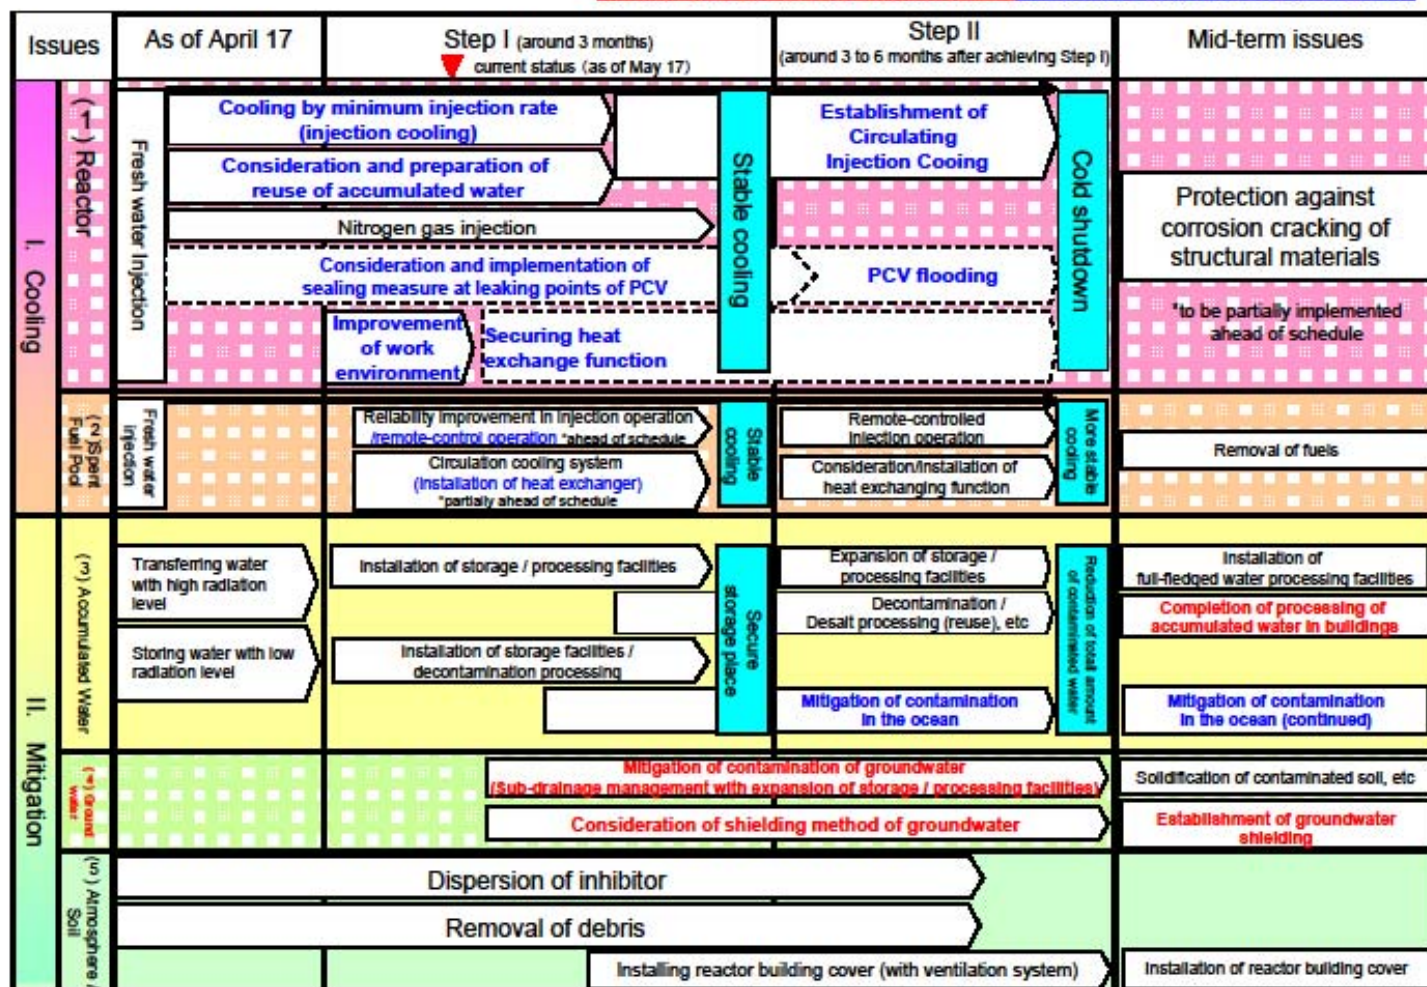 Issues
As of April 17
Step I (around 3 months)
current status (as of May 17)
Step II
(around 3 to 6 months after achieving Step I)
Mid-term issues
I. Cooling
(1) Reactor
Fresh water Injection
Cooling by minimum injection rate
(injection cooling)
Consideration and preparation of
reuse of accumulated water
Nitrogen gas injection
Consideration and implementation of
sealing measure at leaking points of PCV
Improvement
of work
environment
Securing heat
exchange function
Stable cooling
Establishment of
Circulating
Injection Cooing
PCV flooding
Cold shutdown
Protection against
corrosion cracking of
structural materials
*to be partially implemented
ahead of schedule
(2) Spent
Fuel Pool
Fresh water
injection
Reliability improvement in injection operation
/remote-control operation *ahead of schedule
Circulation cooling system
(installation of heat exchanger)
*partially ahead of schedule
Stable
cooling
Remote-controlled
injection operation
Consideration/installation of
heat exchanging function
More stable
cooling
Removal of fuels
II. Mitigation
(3) Accumulated Water
Transferring water
with high radiation
level
Storing water with low
radiation level
Installation of storage / processing facilities
Installation of storage facilities /
decontamination processing
Secure
storage place
Expansion of storage /
processing facilities
Decontamination /
Desalt processing (reuse), etc
Mitigation of contamination
in the ocean
Reduction of totall amount
of contaminated water
Installation of
full-fledged water processing facilities
Completion of processing of
accumulated water in buildings
Mitigation of contamination
in the ocean (continued)
(4) Ground
water
Mitigation of contamination of groundwater
(Sub-drainage management with expansion of storage / processing facilities)
Consideration of shielding method of groundwater
Solidification of contaminated soil, etc
Establishment of groundwater
shielding
(5) Atmosphere /
Soil
Dispersion of inhibitor
Removal of debris
Installing reactor building cover (with ventilation system)
Installation of reactor building cover